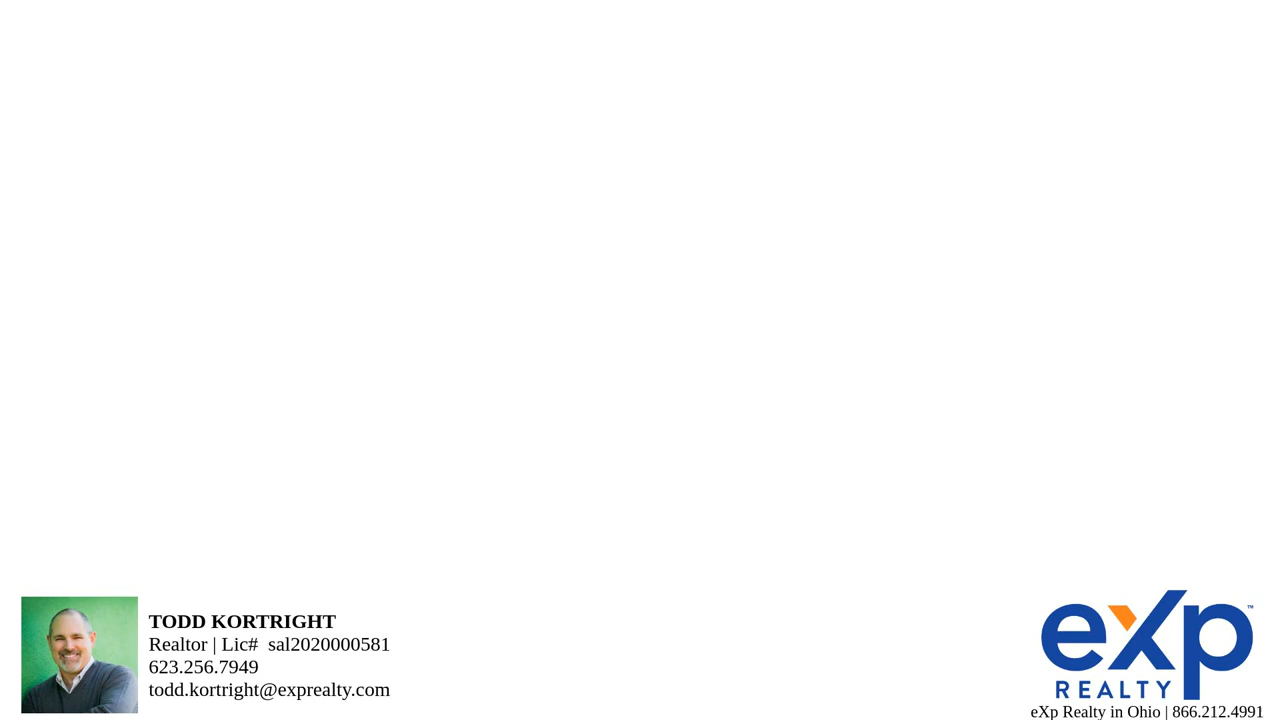 TODD KORTRIGHT
Realtor | Lic#  sal2020000581
623.256.7949
todd.kortright@exprealty.com
eXp
REALTY
™
eXp Realty in Ohio | 866.212.4991